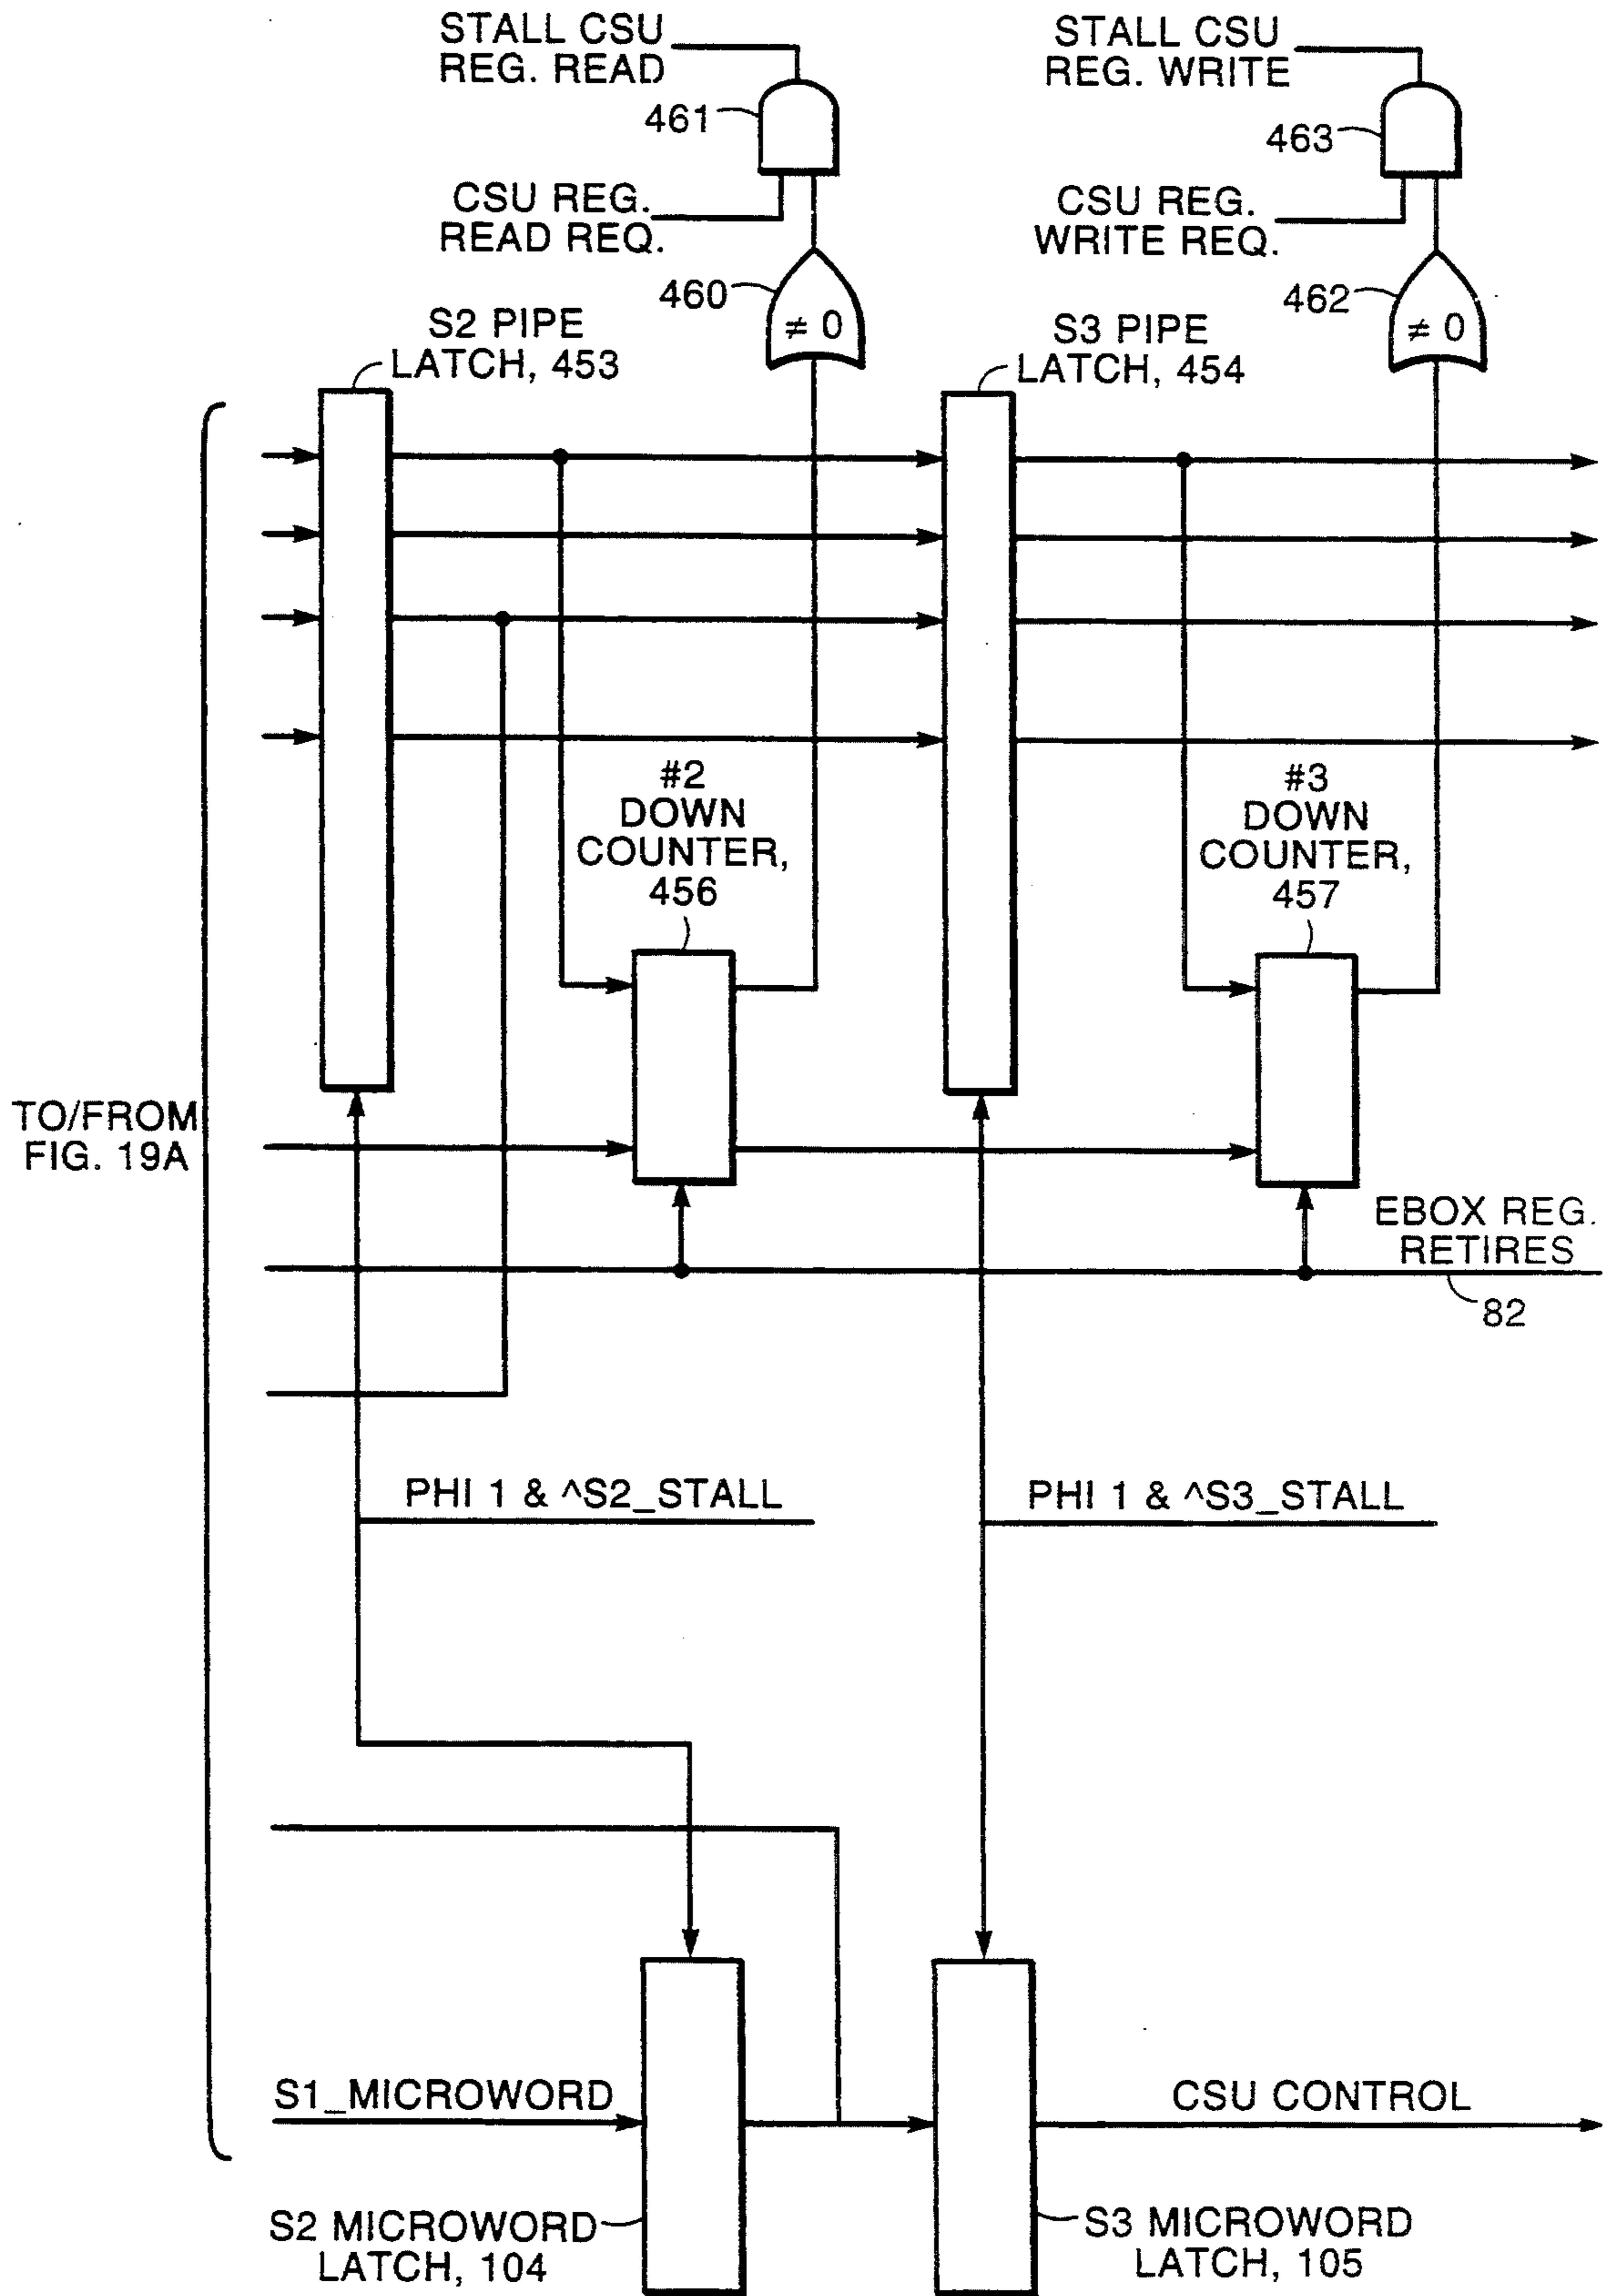 STALL CSU
REG. READ
461
CSU REG.
READ REQ.
460
≠ 0
STALL CSU
REG. WRITE
463
CSU REG.
WRITE REQ.
462
≠ 0
S2 PIPE
LATCH, 453
S3 PIPE
LATCH, 454
#2
DOWN
COUNTER,
456
#3
DOWN
COUNTER,
457
TO/FROM
FIG. 19A
EBOX REG.
RETIRES
82
PHI 1 & ^S2_STALL
PHI 1 & ^S3_STALL
S1_MICROWORD
CSU CONTROL
S2 MICROWORD
LATCH, 104
S3 MICROWORD
LATCH, 105